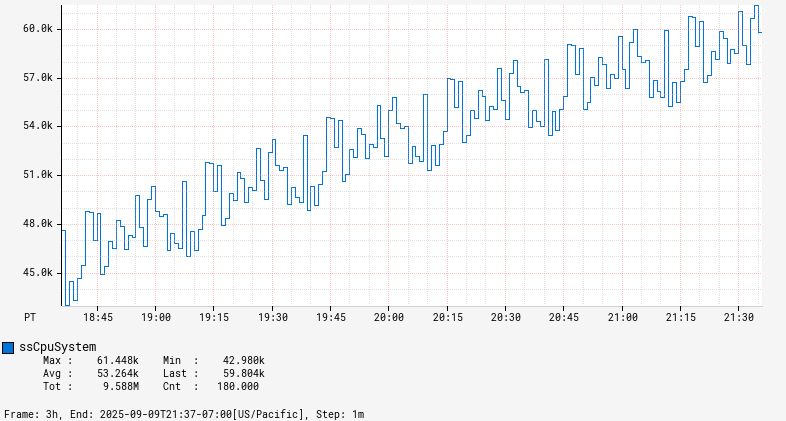 60.0k
57.0k
54.0k
51.0k
48.0k
45.0k
PT 18:45 19:00 19:15 19:30 19:45 20:00 20:15 20:30 20:45 21:00 21:15 21:30
ssCpuSystem
Max : 61.448k Min : 42.980k
Avg : 53.264k Last : 59.804k
Tot : 9.588M Cnt : 180.000
Frame: 3h, End: 2025-09-09T21:37-07:00[US/Pacific], Step: 1m